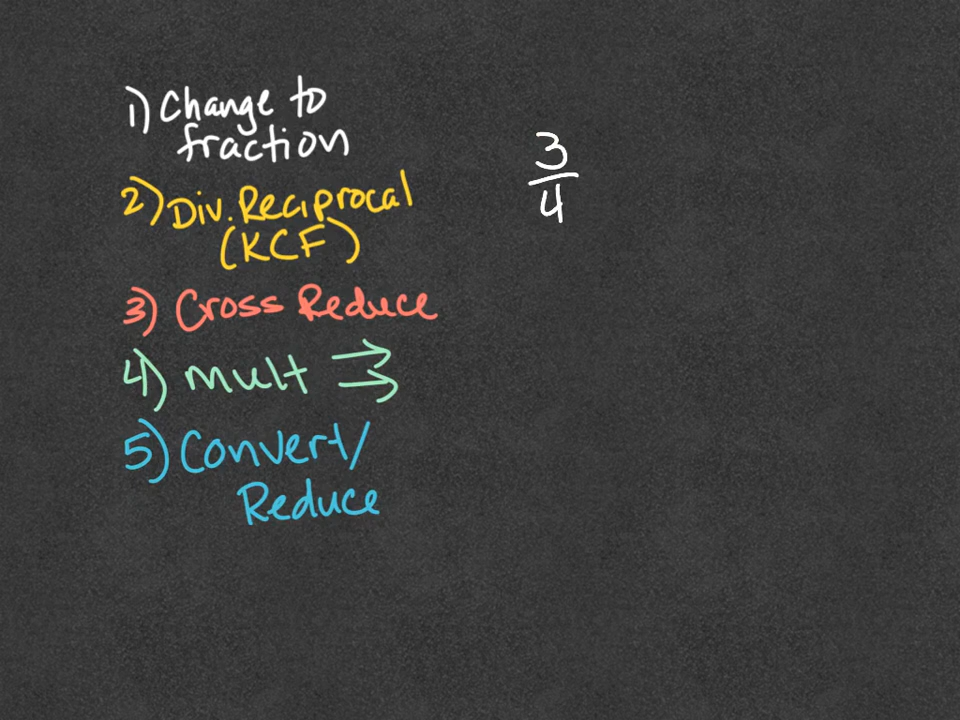 1) Change to
fraction
2) Div. Reciprocal
(KCF)
3) Cross Reduce
4) mult ⇒
5) Convert/
Reduce
3
4